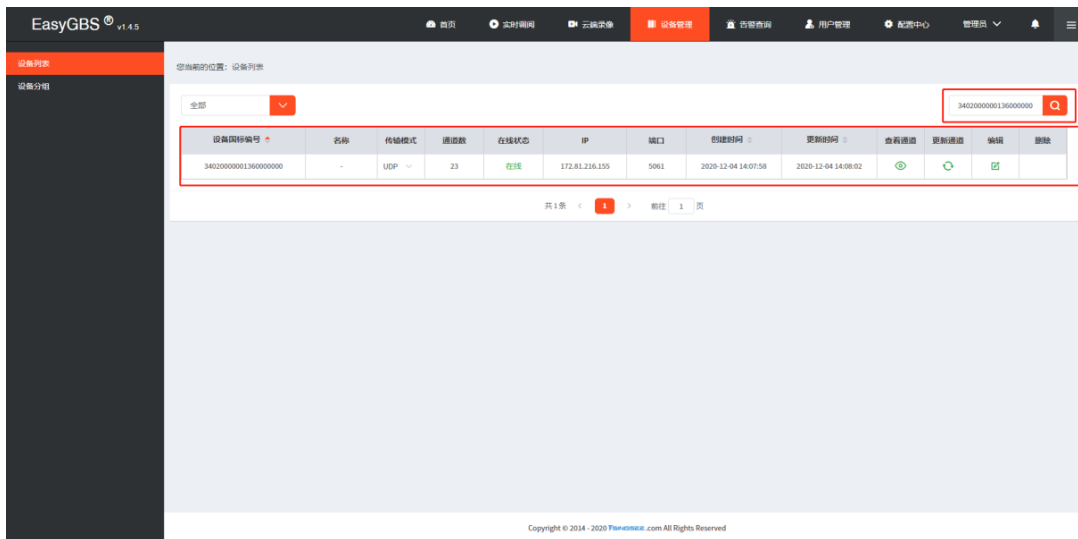 EasyGBS ® v1.4.5 首页 实时调阅 云端录像 设备管理 告警查询 用户管理 配置中心 管理员
设备列表
设备分组
您当前的位置：设备列表
全部 3402000000136000000
设备国标编号 名称 传输模式 通道数 在线状态 IP 端口 创建时间 更新时间 查看通道 更新通道 编辑 删除
34020000001360000000 - UDP 23 在线 172.81.216.155 5061 2020-12-04 14:07:58 2020-12-04 14:08:02
共1条 < 1 > 前往 1 页
Copyright © 2014 - 2020 TSINGSEE.com All Rights Reserved